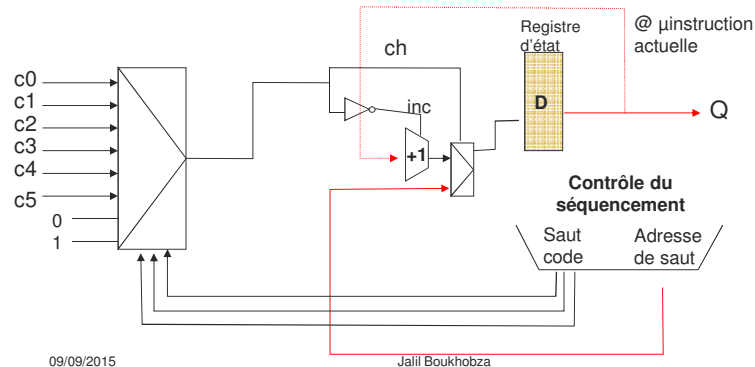 Registre
d'état
@ µinstruction
actuelle
ch
c0
c1
c2
c3
c4
c5
0
1
inc
+1
D
Q
Contrôle du
séquencement
Saut
code
Adresse
de saut
09/09/2015
Jalil Boukhobza